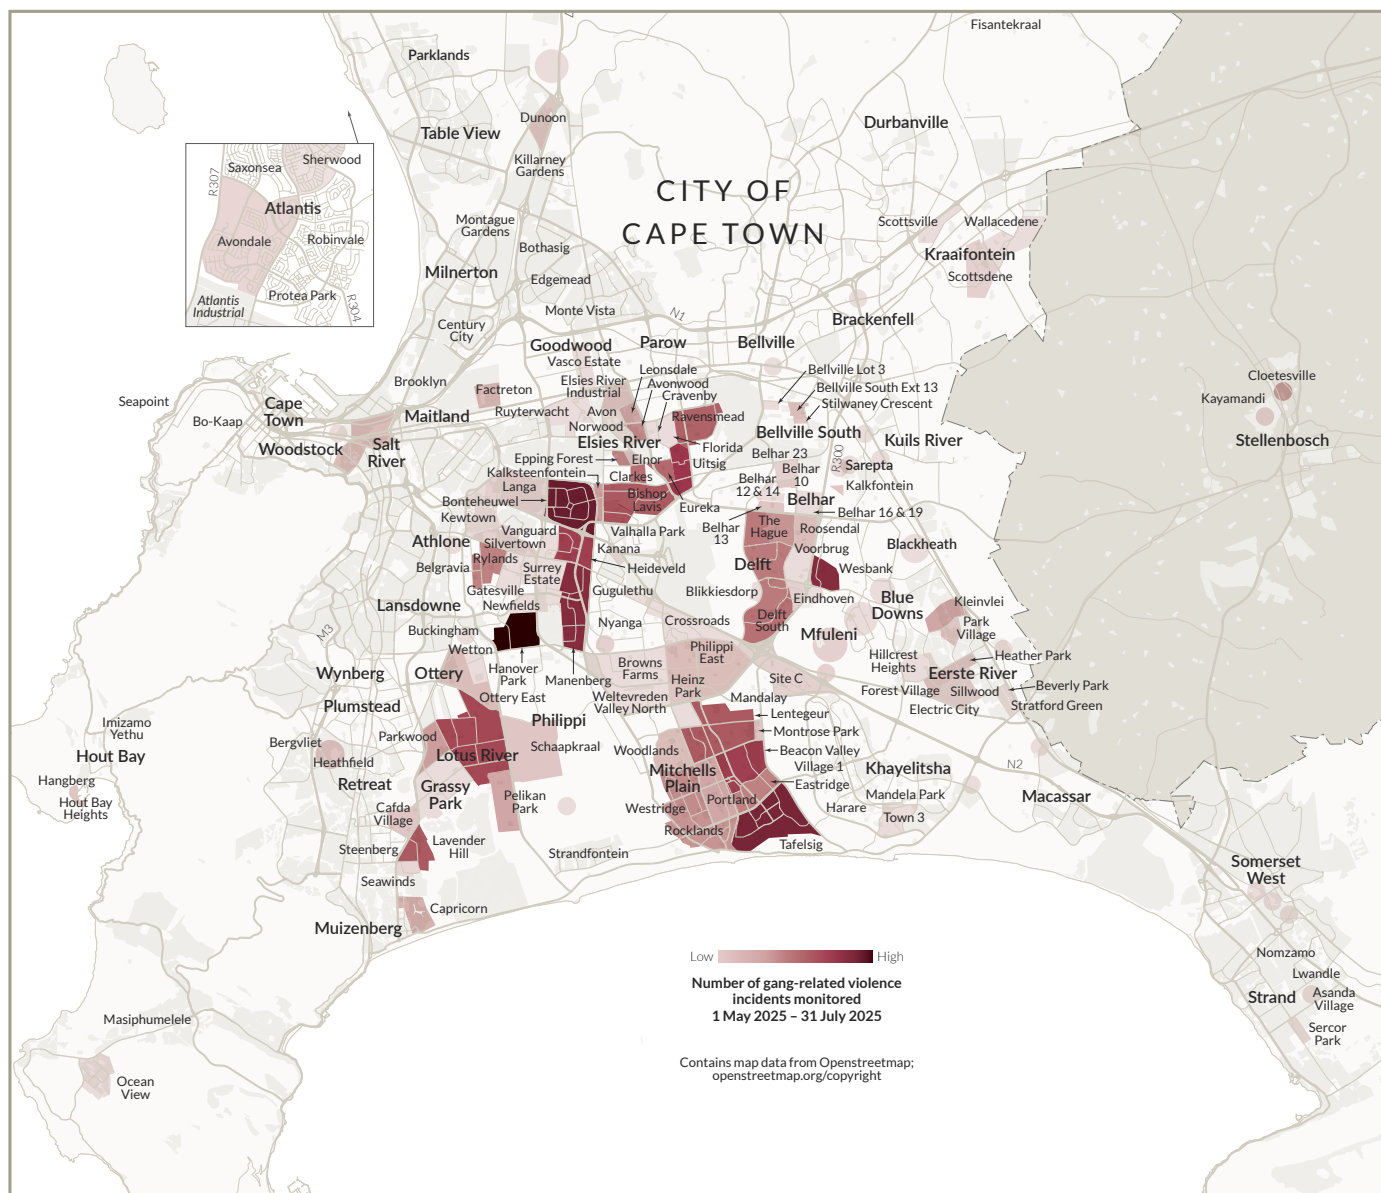 Fisantekraal
Parklands
Dunoon
Table View
Durbanville
Killarney
Gardens
CITY OF
CAPE TOWN
Saxonsea
Sherwood
R307
Atlantis
Avondale
Robinvale
Protea Park
R304
Atlantis
Industrial
Montague
Gardens
Bothasig
Milnerton
Edgemead
Monte Vista
N1
Century
City
Scottsville
Wallacedene
Kraaifontein
Scottsdene
Brackenfell
Goodwood
Parow
Bellville
Vasco Estate
Leonsdale
Bellville Lot 3
Brooklyn
Factreton
Elsies River
Industrial
Avonwood
Cravenby
Bellville South Ext 13
Stilwaney Crescent
Cloetesville
Kayamandi
Stellenbosch
Seapoint
Bo-Kaap
Cape
Town
Maitland
Ruyterwacht
Avon
Norwood
Ravensmead
Woodstock
Salt
River
Elsies River
Bellville South
Kuils River
Florida
Epping Forest
Elnor
Uitsig
Belhar 23
R300
Sarepta
Kalksteenfontein
Clarkes
Belhar
10
Langa
Belhar
12 & 14
Kalkfontein
Bonteheuwel
Bishop
Lavis
Belhar
Kewtown
Eureka
Belhar 16 & 19
Vanguard
Valhalla Park
Belhar
13
The
Hague
Roosendal
Athlone
Silvertown
Kanana
Voorbrug
Blackheath
Belgravia
Rylands
Surrey
Estate
Heideveld
Delft
Wesbank
Gatesville
Gugulethu
Blikkiesdorp
Eindhoven
Blue
Downs
Kleinvlei
Lansdowne
Newfields
M3
Buckingham
Nyanga
Crossroads
Delft
South
Mfuleni
Park
Village
Wetton
Philippi
East
Hillcrest
Heights
Heather Park
Wynberg
Ottery
Hanover
Park
Manenberg
Browns
Farms
Heinz
Park
Site C
Eerste River
Beverly Park
Ottery East
Weltevreden
Valley North
Mandalay
Forest Village
Sillwood
Plumstead
Philippi
Lentegeur
Electric City
Stratford Green
Imizamo
Yethu
Parkwood
Schaapkraal
Montrose Park
Bergvliet
Woodlands
Beacon Valley
Hout Bay
Heathfield
Lotus River
Village 1
Khayelitsha
N2
Hangberg
Retreat
Grassy
Park
Mitchells
Plain
Eastridge
Mandela Park
Macassar
Hout Bay
Heights
Cafda
Village
Pelikan
Park
Westridge
Portland
Harare
Town 3
Steenberg
Lavender
Hill
Rocklands
Tafelsig
Strandfontein
Seawinds
Somerset
West
Capricorn
Muizenberg
Low
High
Number of gang-related violence
incidents monitored
1 May 2025 – 31 July 2025
Nomzamo
Lwandle
Strand
Asanda
Village
Masiphumelele
Sercor
Park
Contains map data from Openstreetmap;
openstreetmap.org/copyright
Ocean
View